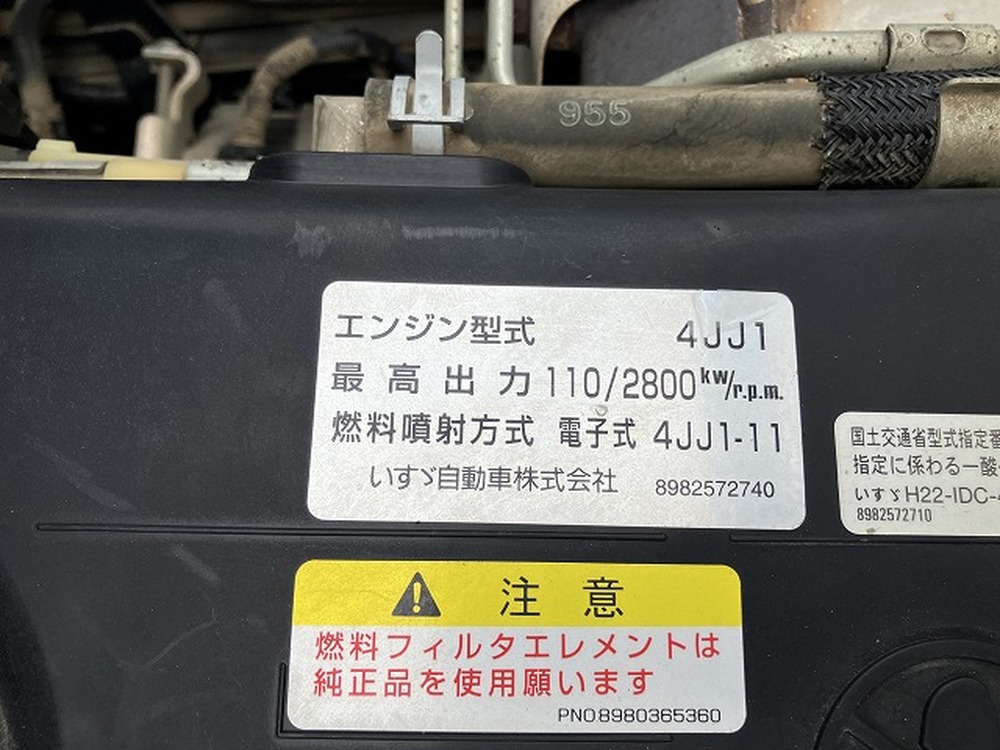 955
エンジン型式 4JJ1
最高出力 110/2800kw/r.p.m.
燃料噴射方式 電子式 4JJ1-11
いすゞ自動車株式会社 8982572740
国土交通省型式指定番
指定に係わる一酸
いすゞH22-IDC-
8982572710
注意
燃料フィルタエレメントは
純正品を使用願います
PNO.8980365360